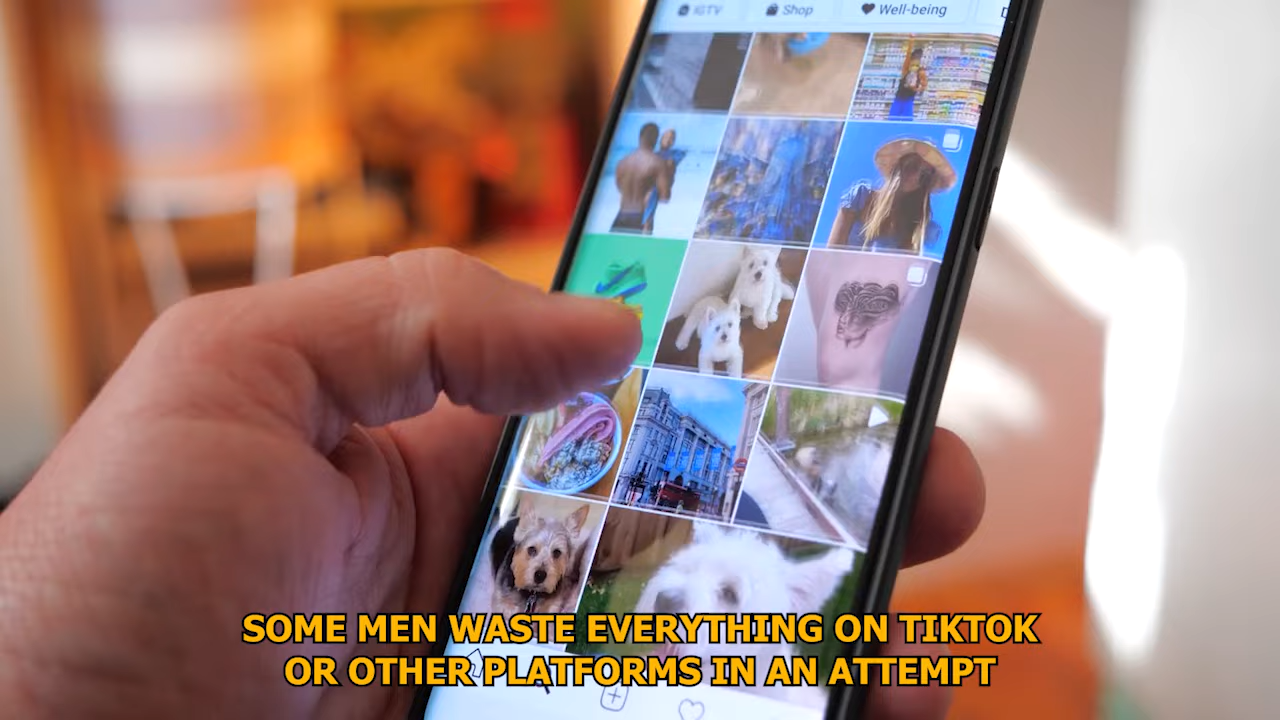 IGTV
Shop
Well-being
SOME MEN WASTE EVERYTHING ON TIKTOK
OR OTHER PLATFORMS IN AN ATTEMPT